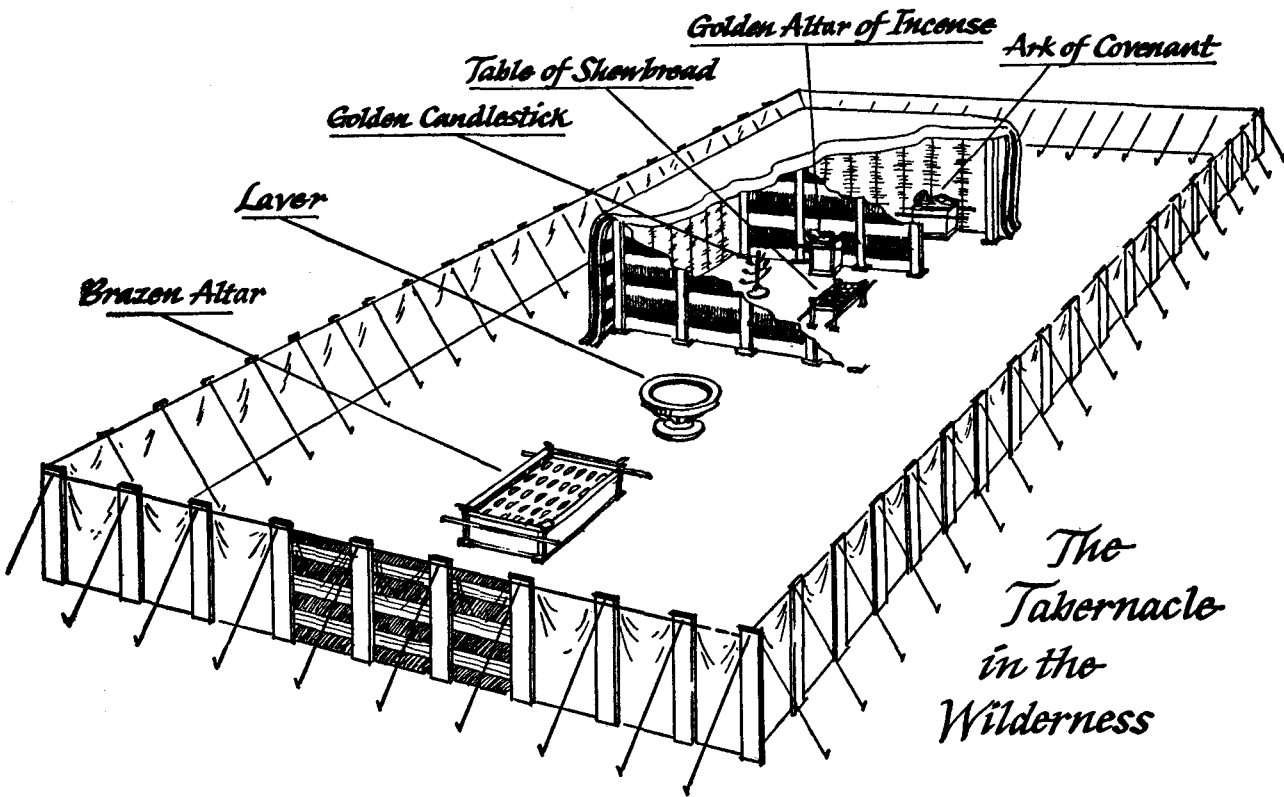 Golden Altar of Incense
Ark of Covenant
Table of Shewbread
Golden Candlestick
Laver
Brazen Altar
The
Tabernacle
in the
Wilderness